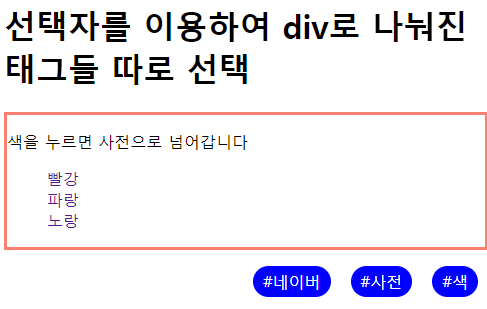 선택자를 이용하여 div로 나눠진
태그들 따로 선택
색을 누르면 사전으로 넘어갑니다
빨강
파랑
노랑
#네이버 #사전 #색